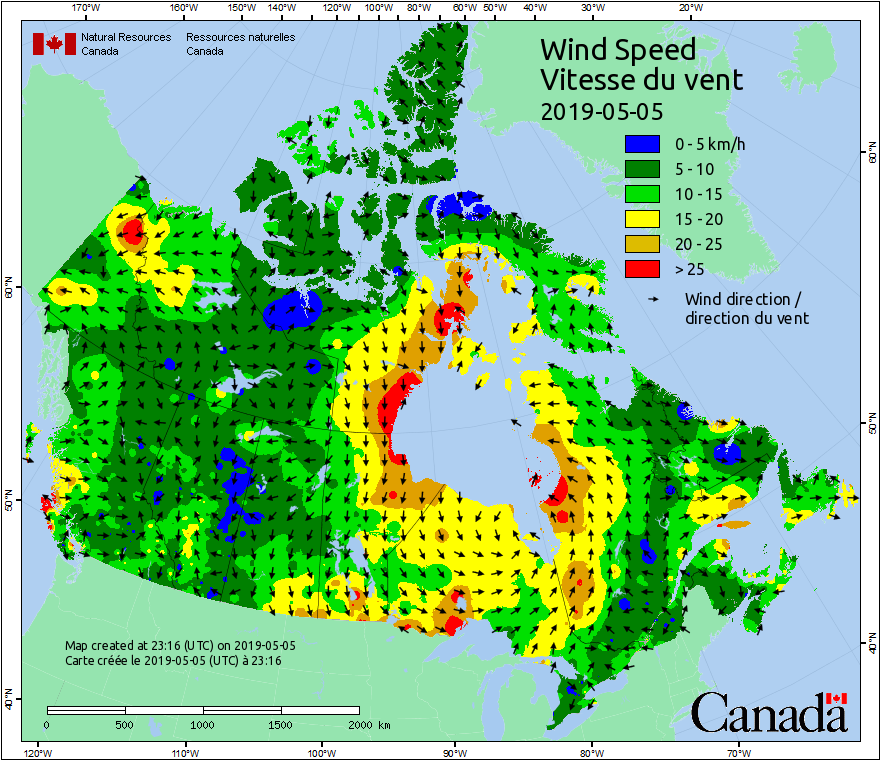 170°W 160°W 150°W 140°W 130°W 120°W 110°W 100°W 90°W 80°W 70°W 60°W 50°W 40°W 30°W 20°W
Natural Resources Ressources naturelles
Canada Canada
Wind Speed
Vitesse du vent
2019-05-05
0 - 5 km/h
5 - 10
10 - 15
15 - 20
20 - 25
> 25
Wind direction /
direction du vent
60°N
60°N
50°N
50°N
40°N
40°N
Map created at 23:16 (UTC) on 2019-05-05
Carte créée le 2019-05-05 (UTC) à 23:16
0 500 1000 1500 2000 km
Canada
120°W 110°W 100°W 90°W 80°W 70°W